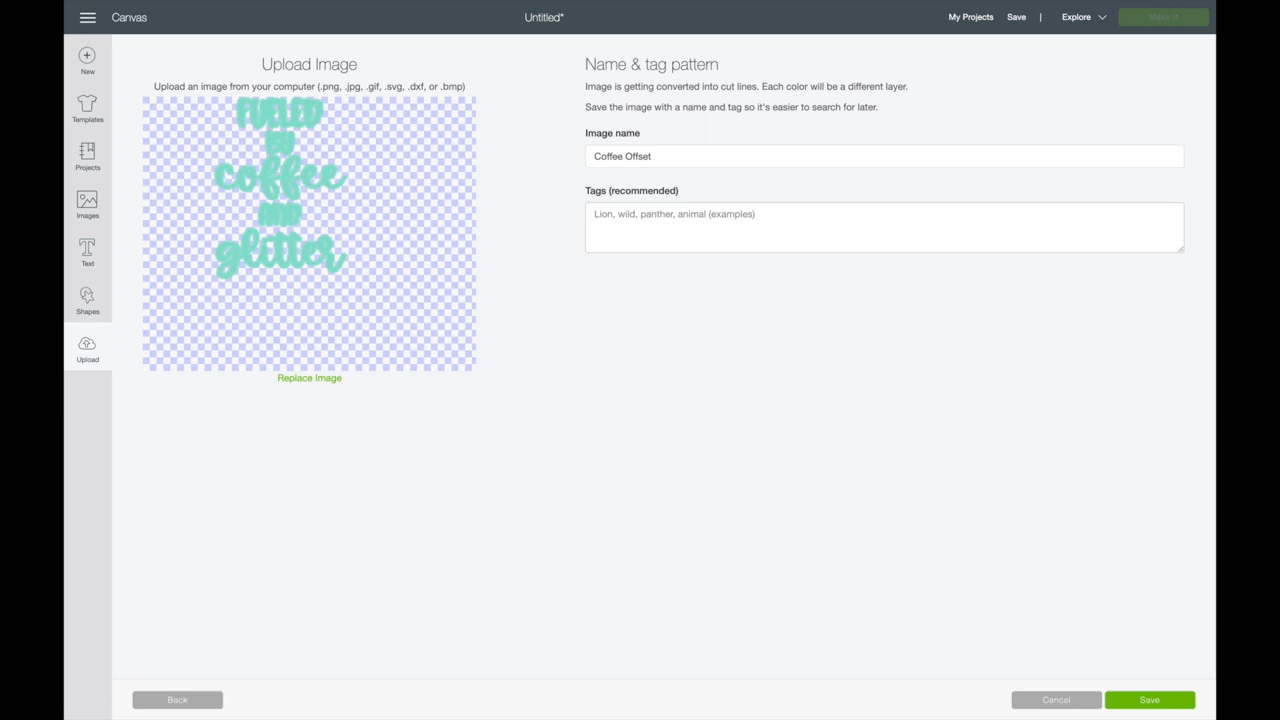 Canvas
Untitled*
My Projects
Save
|
Explore
Make It
New
Templates
Projects
Images
Text
Shapes
Upload
Upload Image
Upload an image from your computer (.png, .jpg, .gif, .svg, .dxf, or .bmp)
FUELED
BY
coffee
AND
glitter
Replace Image
Name & tag pattern
Image is getting converted into cut lines. Each color will be a different layer.
Save the image with a name and tag so it's easier to search for later.
Image name
Coffee Offset
Tags (recommended)
Lion, wild, panther, animal (examples)
Back
Cancel
Save